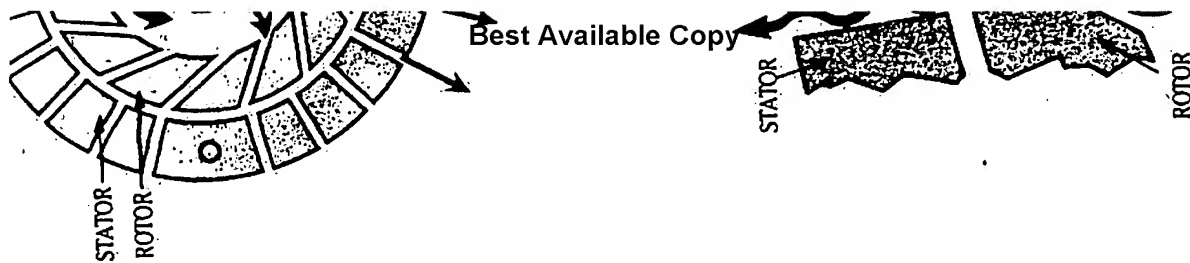 Best Available Copy
STATOR
ROTOR
STATOR
ROTOR